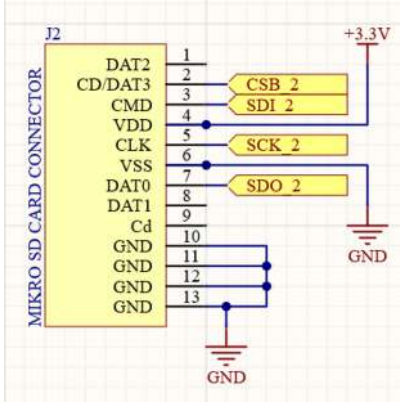 J2
+3.3V
MIKRO SD CARD CONNECTOR
DAT2 1
CD/DAT3 2 CSB_2
CMD 3 SDI_2
VDD 4
CLK 5 SCK_2
VSS 6
DAT0 7 SDO_2
DAT1 8
Cd 9
GND 10
GND 11
GND 12
GND 13
GND
GND